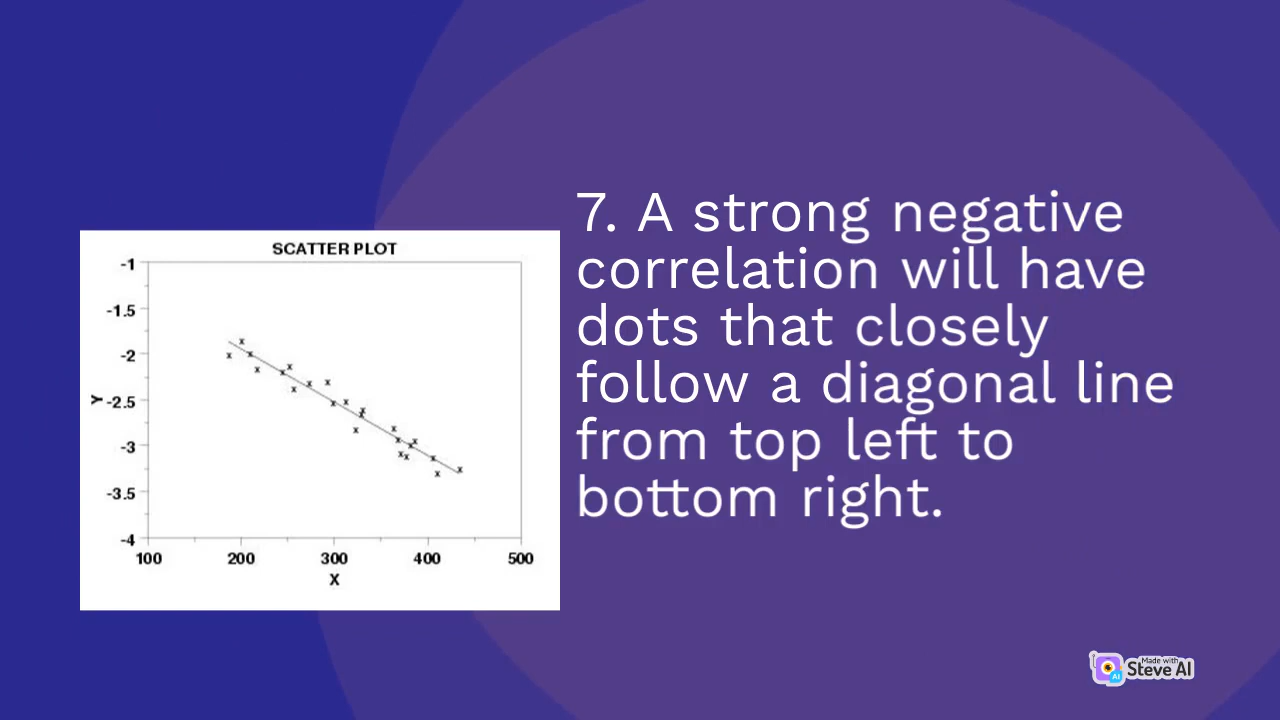 SCATTER PLOT
-1
-1.5
-2
-2.5
-3
-3.5
-4
Y
100 200 300 400 500
X
7. A strong negative
correlation will have
dots that closely
follow a diagonal line
from top left to
bottom right.
Made with
Steve AI
AI